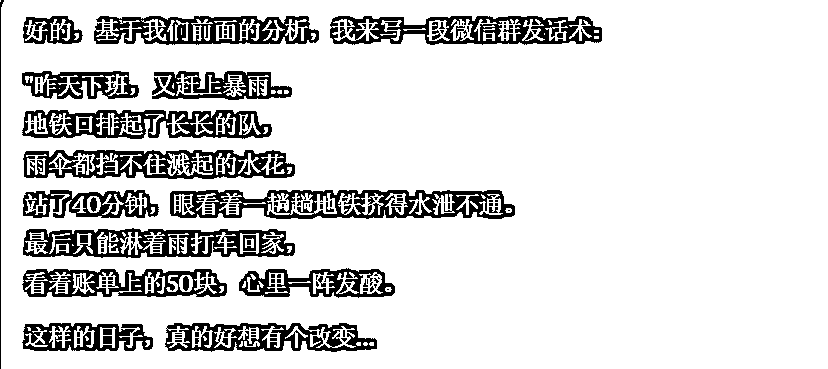 好的，基于我们前面的分析，我来写一段微信群发话术：
"昨天下班，又赶上暴雨...
地铁口排起了长长的队，
雨伞都挡不住溅起的水花，
站了40分钟，眼看着一趟趟地铁挤得水泄不通。
最后只能淋着雨打车回家，
看着账单上的50块，心里一阵发酸。
这样的日子，真的好想有个改变...